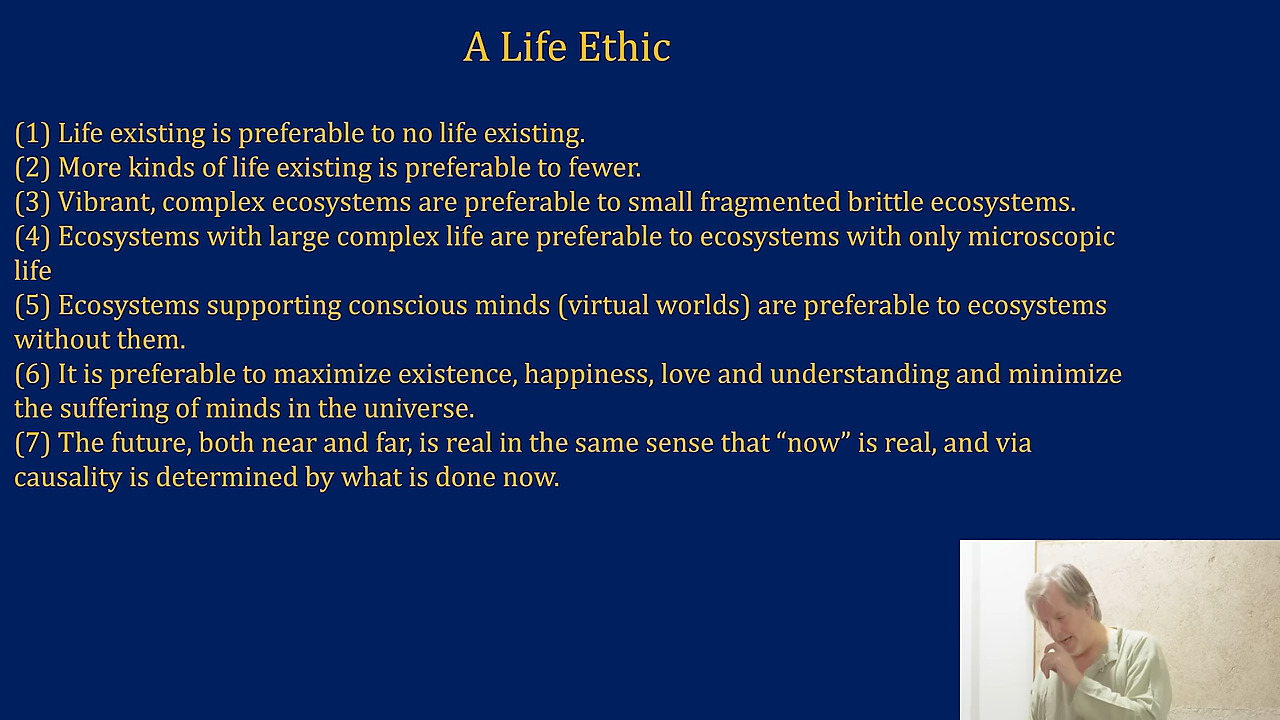 A Life Ethic
(1) Life existing is preferable to no life existing.
(2) More kinds of life existing is preferable to fewer.
(3) Vibrant, complex ecosystems are preferable to small fragmented brittle ecosystems.
(4) Ecosystems with large complex life are preferable to ecosystems with only microscopic
life
(5) Ecosystems supporting conscious minds (virtual worlds) are preferable to ecosystems
without them.
(6) It is preferable to maximize existence, happiness, love and understanding and minimize
the suffering of minds in the universe.
(7) The future, both near and far, is real in the same sense that “now” is real, and via
causality is determined by what is done now.